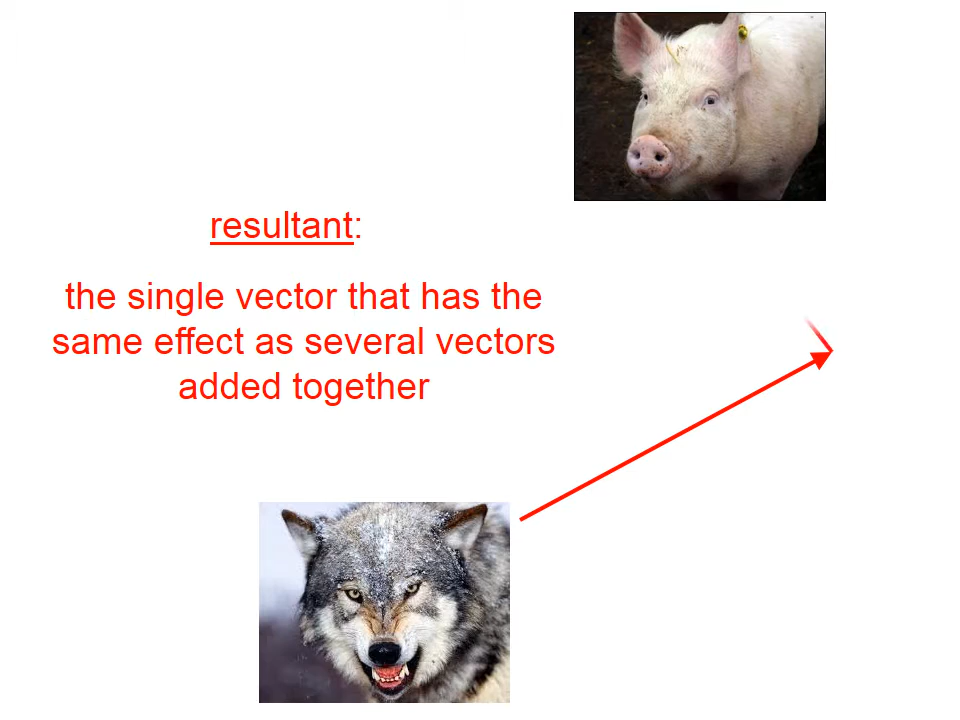 resultant:
the single vector that has the
same effect as several vectors
added together